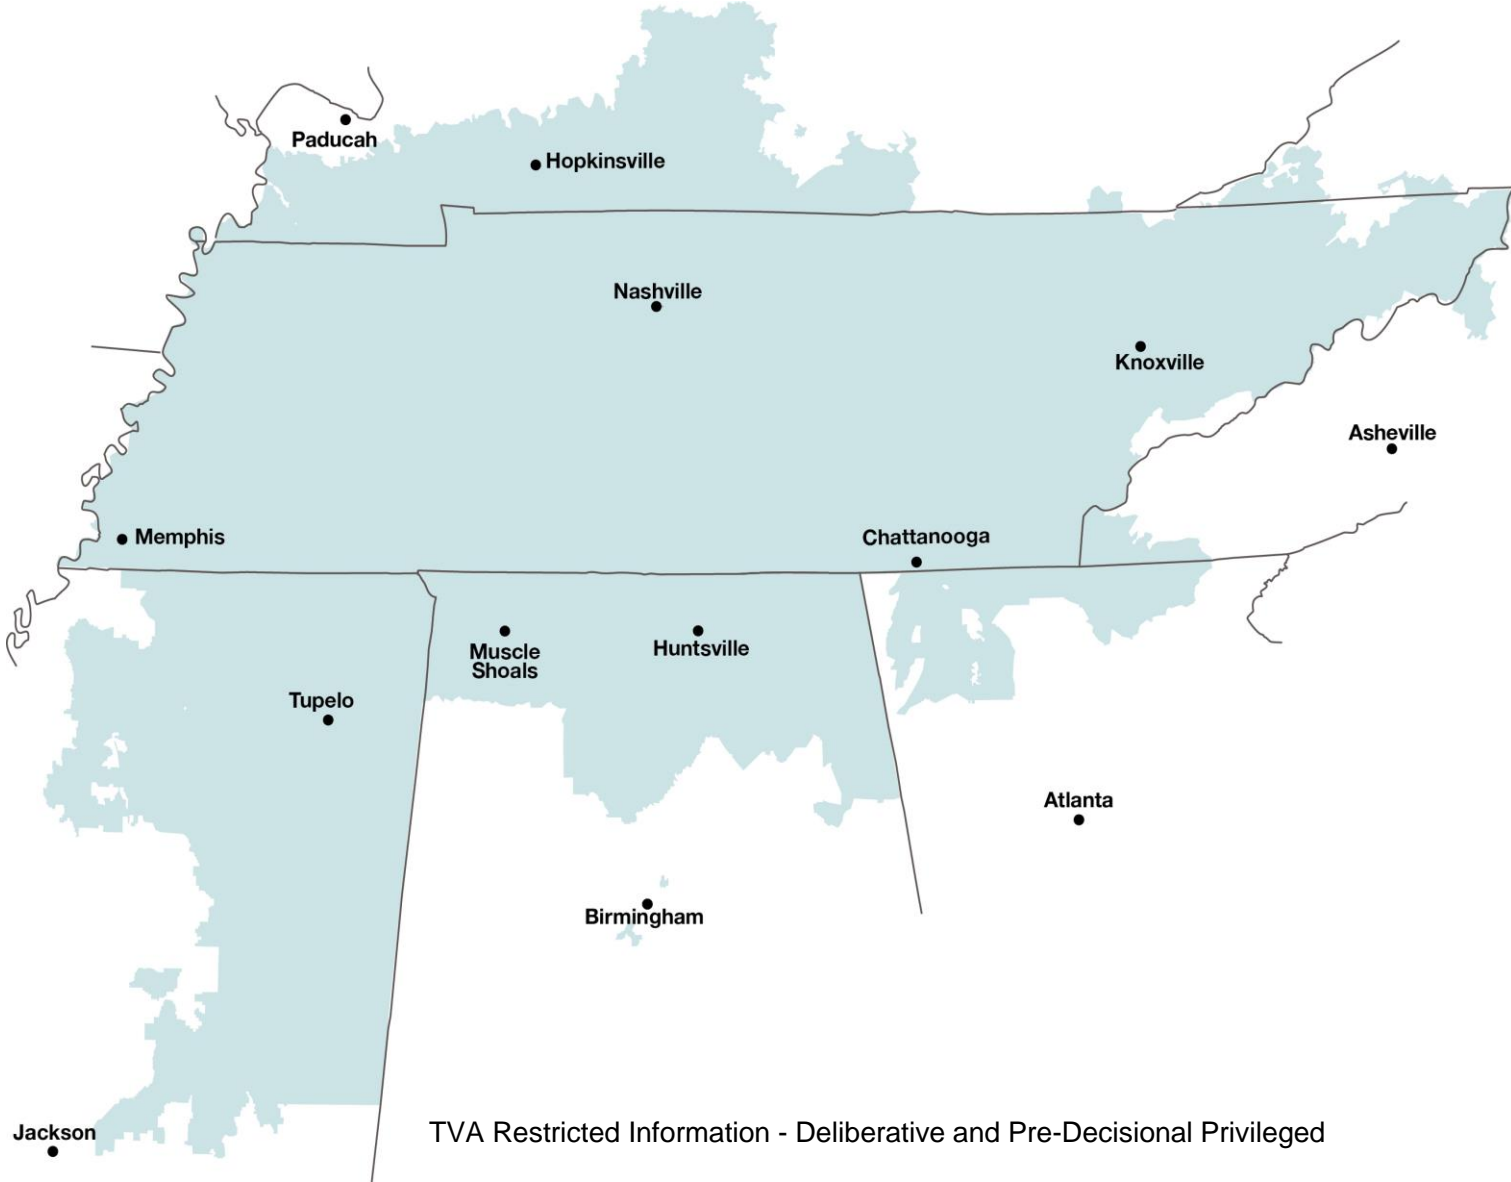 Paducah
Hopkinsville
Nashville
Knoxville
Asheville
Memphis
Chattanooga
Muscle
Shoals
Huntsville
Tupelo
Atlanta
Birmingham
Jackson
TVA Restricted Information - Deliberative and Pre-Decisional Privileged